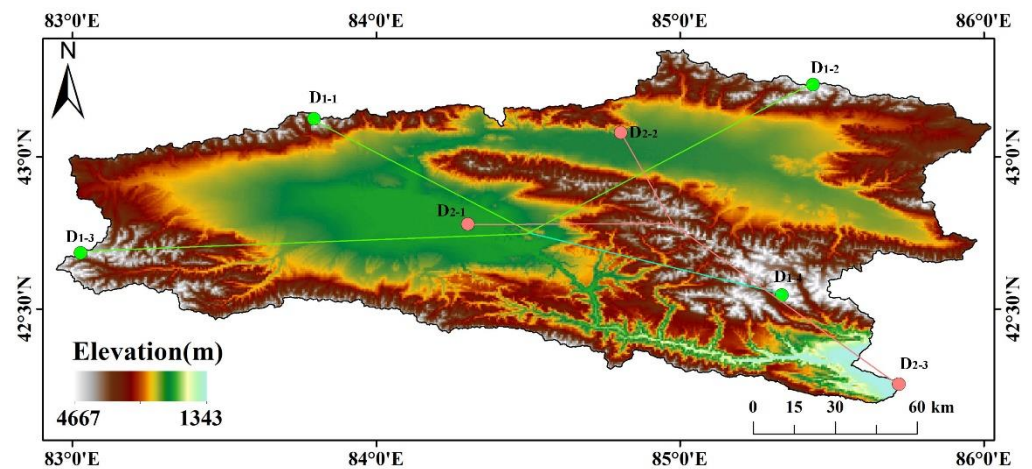 83°0'E 84°0'E 85°0'E 86°0'E
N
D1-2
D1-1
D2-2
43°0'N 43°0'N
D2-1
D1-3
D1-4
42°30'N 42°30'N
Elevation(m)
D2-3
4667 1343
0 15 30 60 km
83°0'E 84°0'E 85°0'E 86°0'E